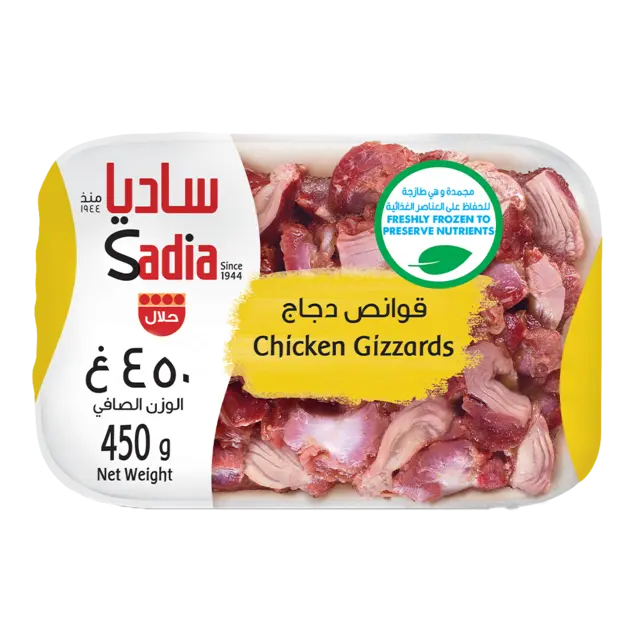 ساديا
منذ
١٩٤٤
Sadia
Since
1944
حلال
٤٥٠ غ
الوزن الصافي
450 g
Net Weight
مجمدة وهي طازجة
للحفاظ على العناصر الغذائية
FRESHLY FROZEN TO
PRESERVE NUTRIENTS
قوانص دجاج
Chicken Gizzards